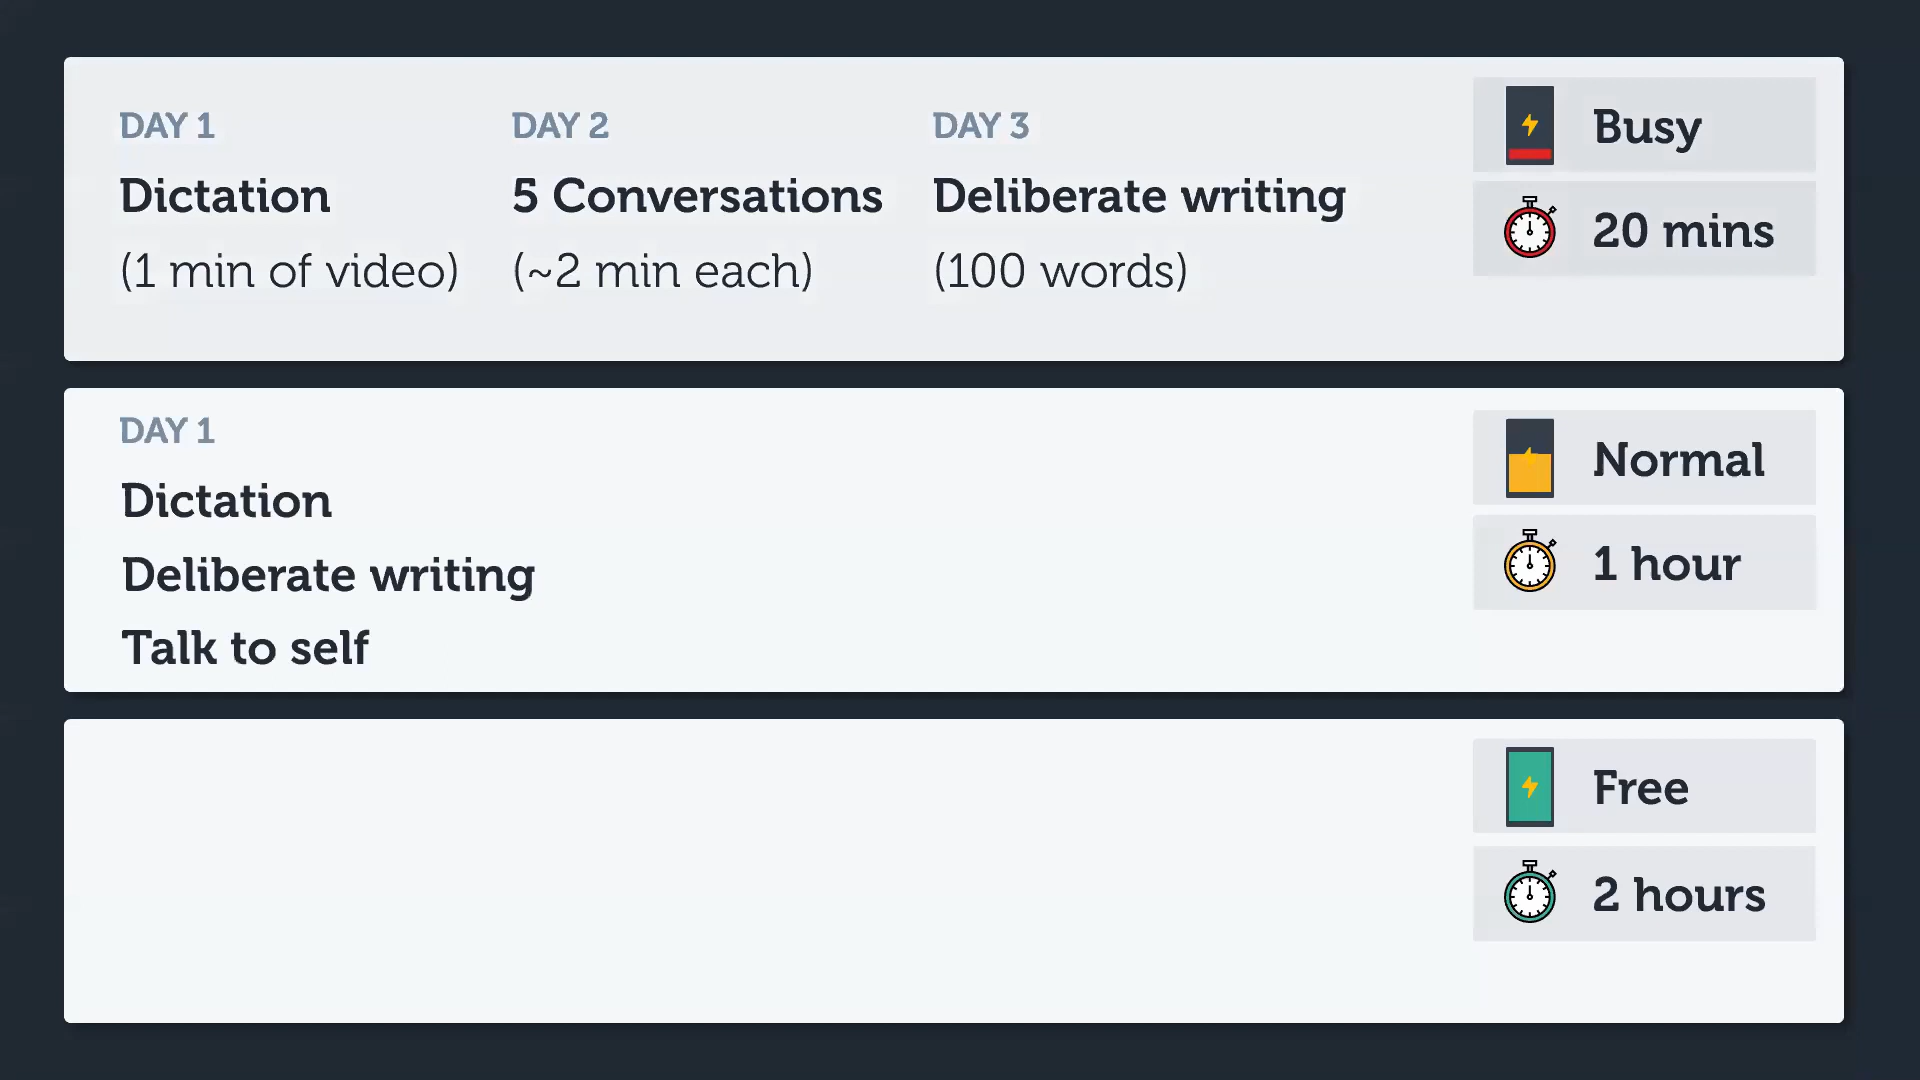 DAY 1
Dictation
(1 min of video)
DAY 2
5 Conversations
(~2 min each)
DAY 3
Deliberate writing
(100 words)
Busy
20 mins
DAY 1
Dictation
Deliberate writing
Talk to self
Normal
1 hour
Free
2 hours